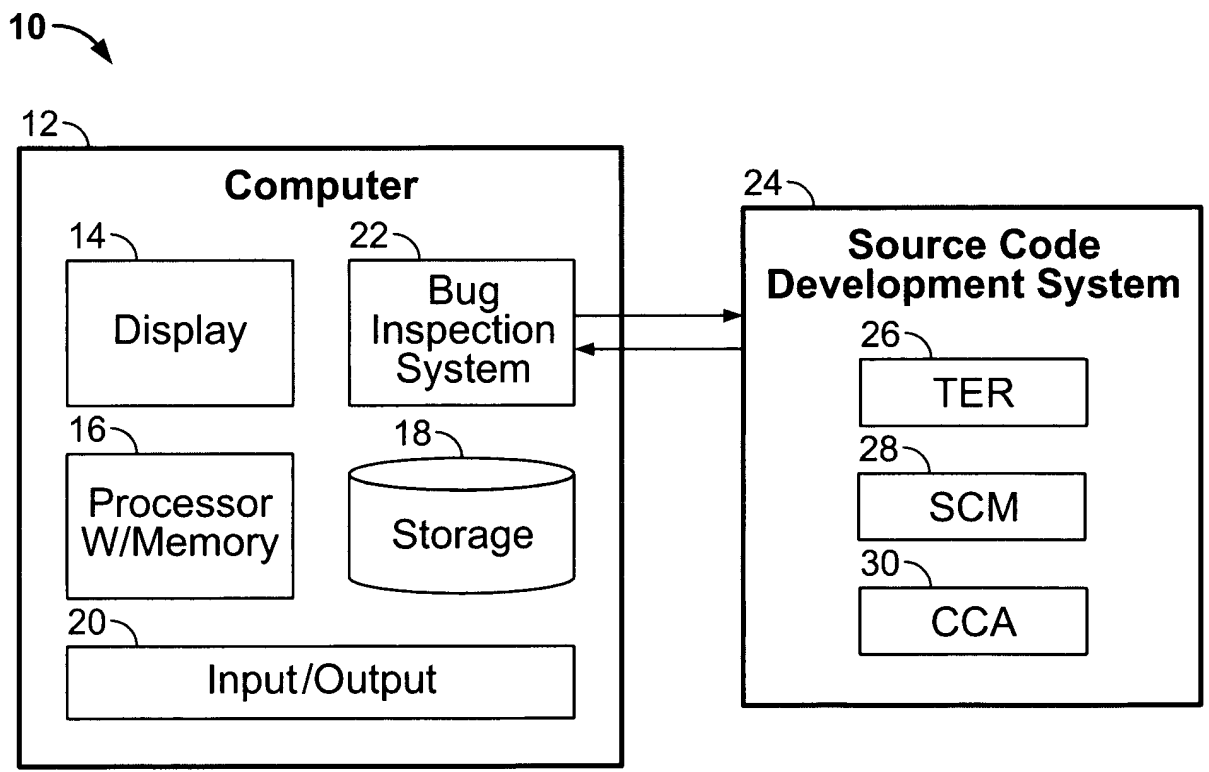 10
12
Computer
14
Display
22
Bug
Inspection
System
16
Processor
W/Memory
18
Storage
20
Input/Output
24
Source Code
Development System
26
TER
28
SCM
30
CCA